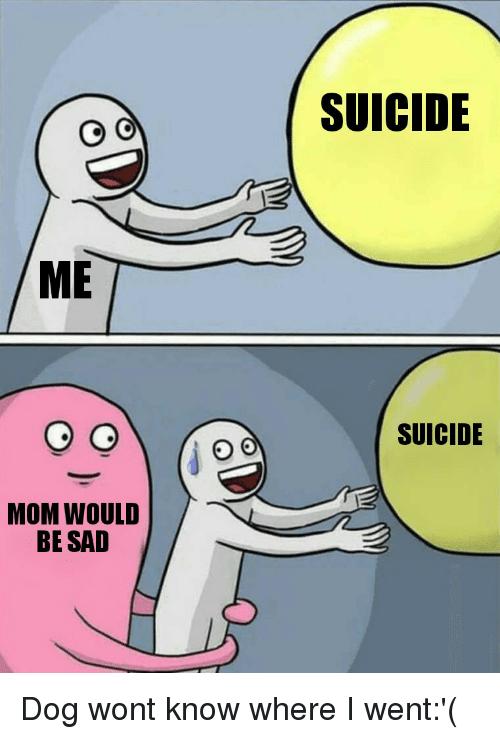 SUICIDE
ME
SUICIDE
MOM WOULD
BE SAD
Dog wont know where I went:'(